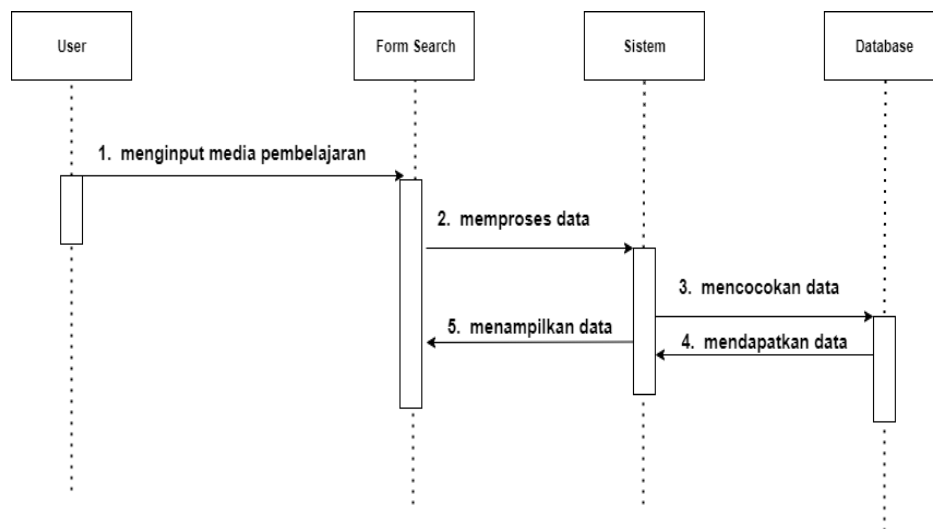 User
Form Search
Sistem
Database
1. menginput media pembelajaran
2. memproses data
3. mencocokan data
5. menampilkan data
4. mendapatkan data